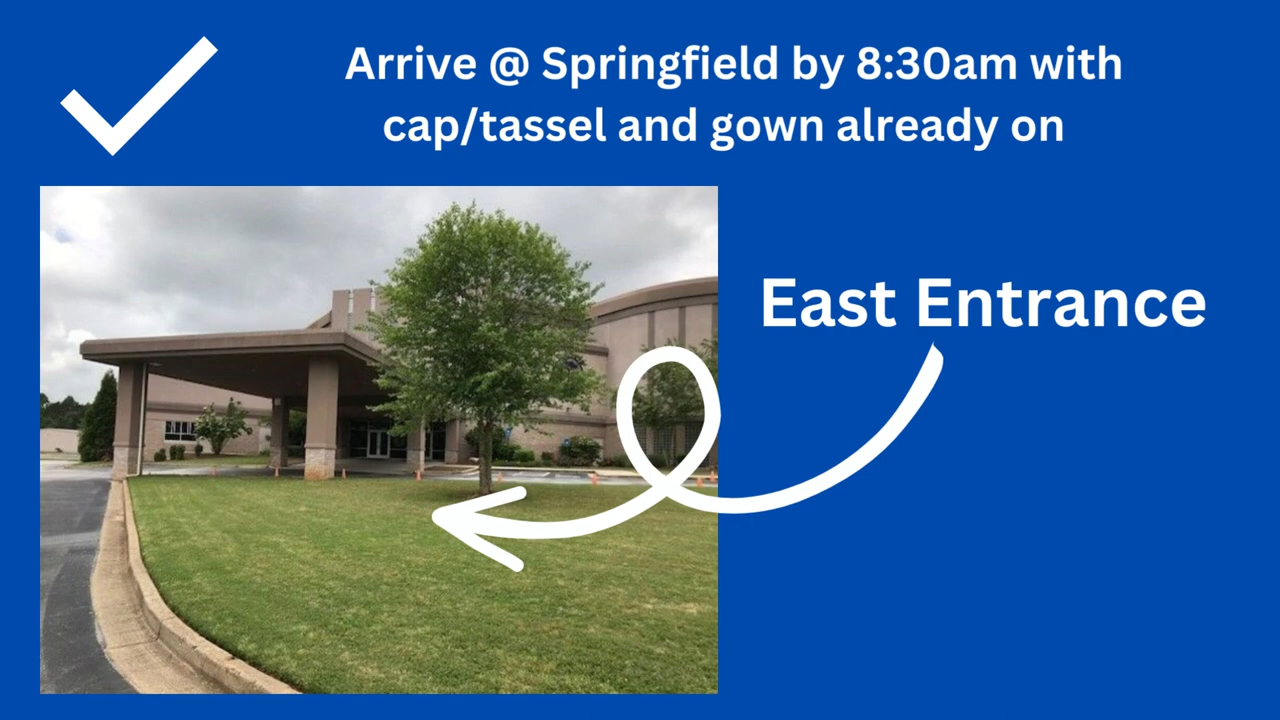 Arrive @ Springfield by 8:30am with
cap/tassel and gown already on
East Entrance